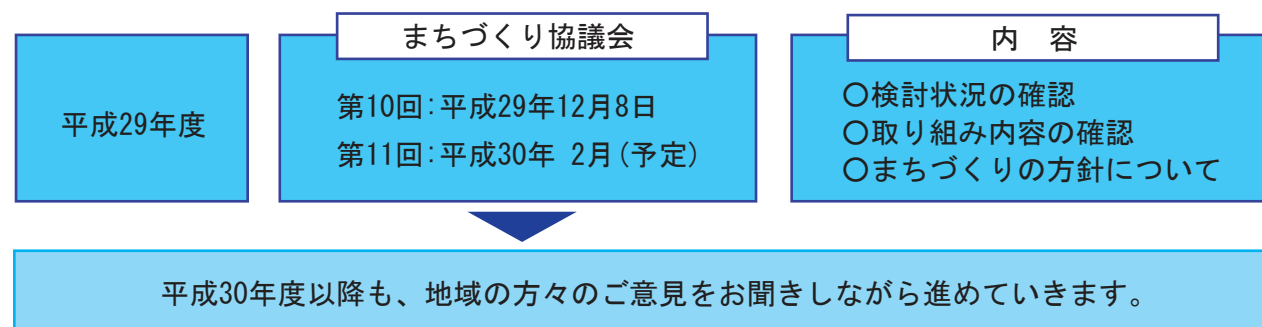 平成29年度
まちづくり協議会
第10回：平成29年12月8日
第11回：平成30年 2月（予定）
内　容
〇検討状況の確認
〇取り組み内容の確認
〇まちづくりの方針について
平成30年度以降も、地域の方々のご意見をお聞きしながら進めていきます。